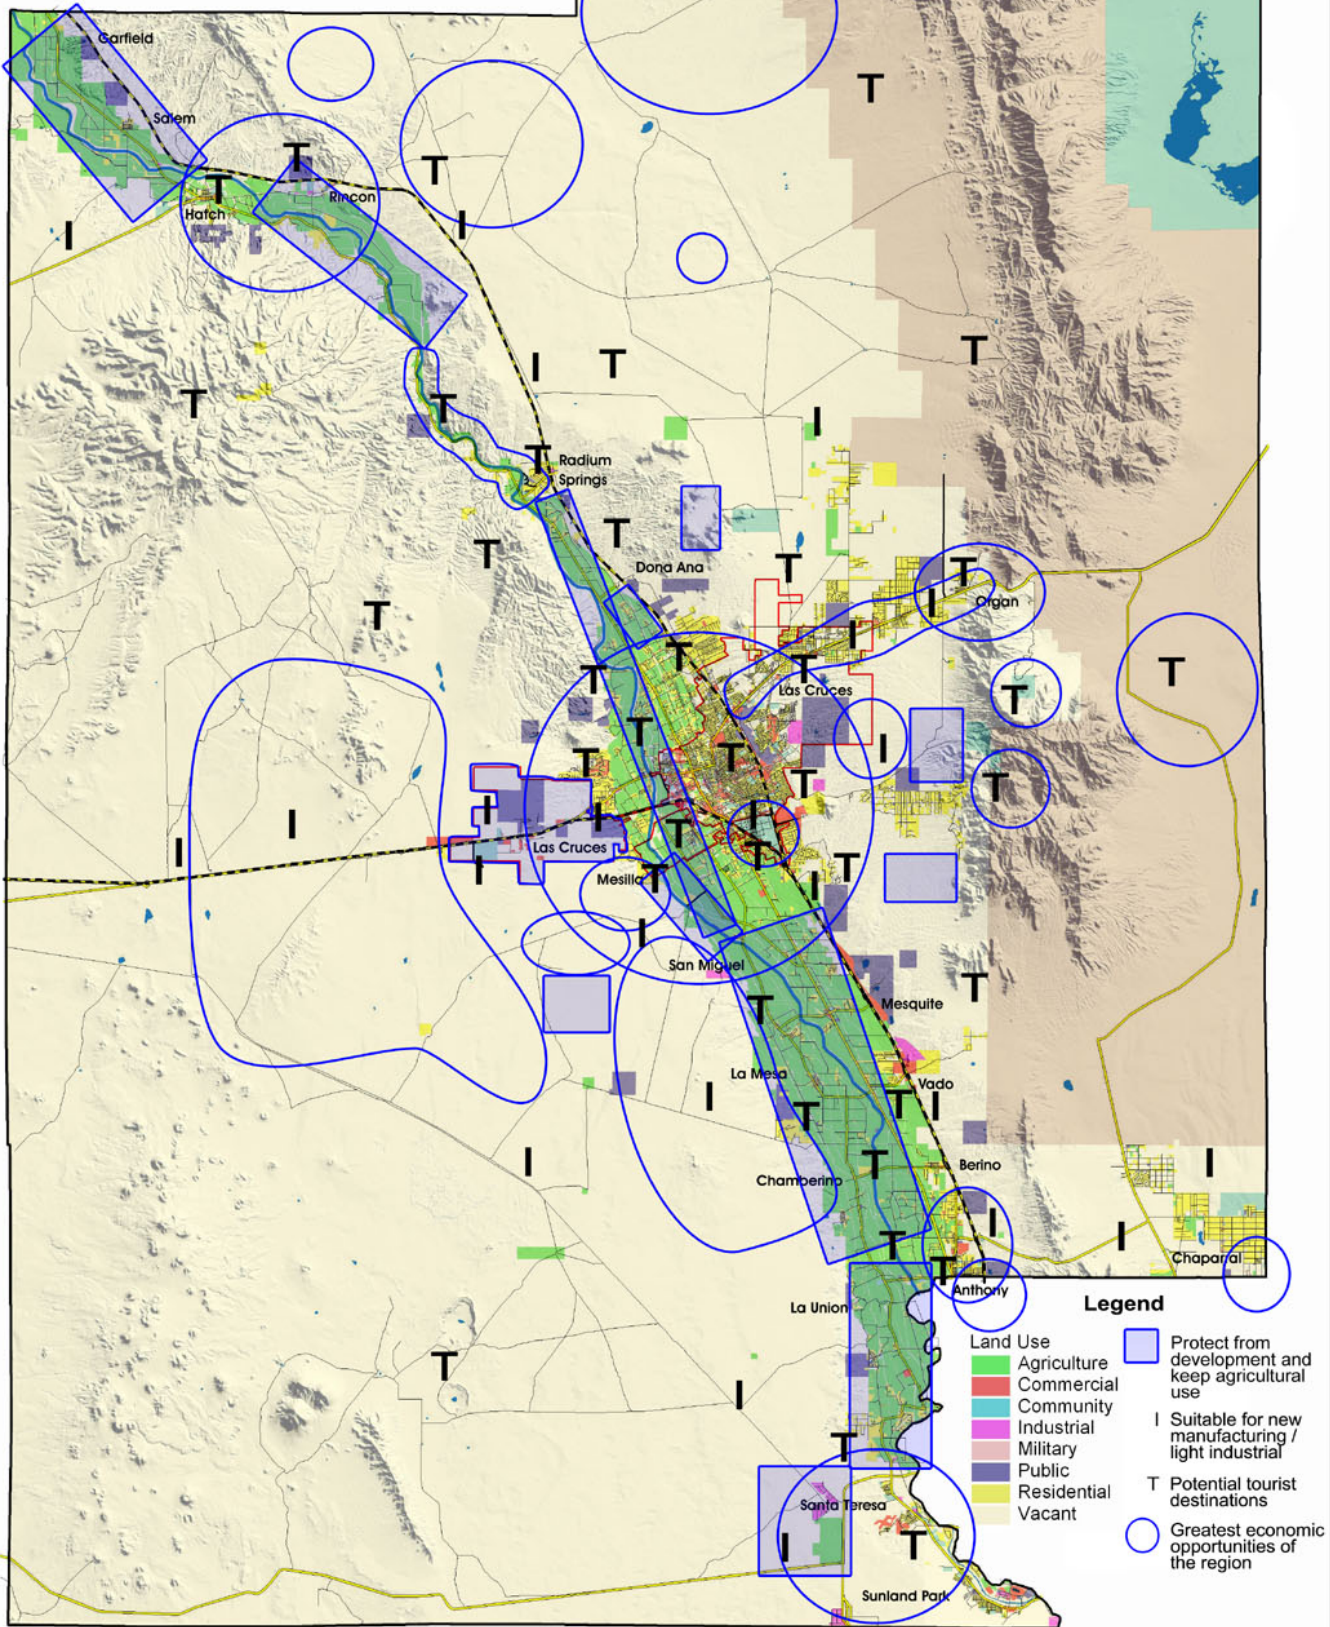 Garfield
Salem
T
T
T
T
Rincon
Hatch
I
I
T
I
T
T
T
I
T
Radium
Springs
T
T
Dona Ana
T
T
I
Organ
T
I
T
T
T
Las Cruces
T
T
T
T
T
I
T
T
T
I
I
I
I
T
I
Las Cruces
T
I
T
Mesilla
T
I
I
San Miguel
T
Mesquite
T
La Mesa
Vado
I
T
I
T
I
Berino
T
I
Chamberino
I
T
I
Chaparral
T
Anthony
Legend
La Union
Land Use
Agriculture
Commercial
Community
Industrial
Military
Public
Residential
Vacant
Protect from
development and
keep agricultural
use
I Suitable for new
manufacturing /
light industrial
T Potential tourist
destinations
Greatest economic
opportunities of
the region
T
I
T
Santa Teresa
I
T
Sunland Park